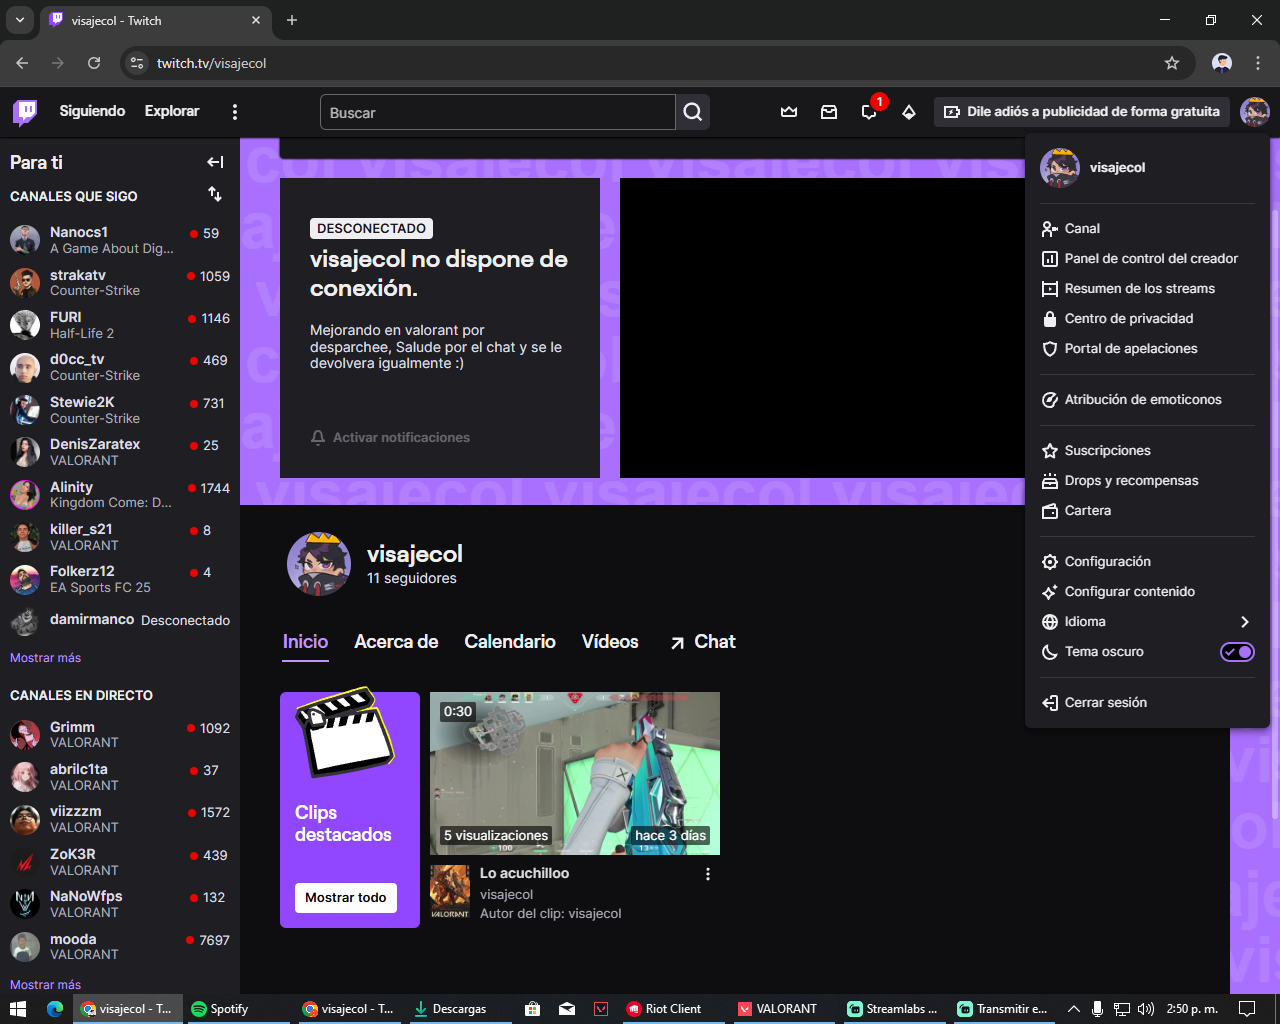 visajecol - Twitch
twitch.tv/visajecol
Siguiendo
Explorar
Buscar
1
Dile adiós a publicidad de forma gratuita
Para ti
CANALES QUE SIGO
Nanocs1
59
A Game About Dig...
strakatv
1059
Counter-Strike
FURI
1146
Half-Life 2
d0cc_tv
469
Counter-Strike
Stewie2K
731
Counter-Strike
DenisZaratex
25
VALORANT
Alinity
1744
Kingdom Come: D...
killer_s21
8
VALORANT
Folkerz12
4
EA Sports FC 25
damirmanco
Desconectado
Mostrar más
CANALES EN DIRECTO
Grimm
1092
VALORANT
abrilc1ta
37
VALORANT
viizzzm
1572
VALORANT
ZoK3R
439
VALORANT
NaNoWfps
132
VALORANT
mooda
7697
VALORANT
Mostrar más
DESCONECTADO
visajecol no dispone de
conexión.
Mejorando en valorant por
desparchee, Salude por el chat y se le
devolvera igualmente :)
Activar notificaciones
visajecol visajecol visajecol
visajecol
11 seguidores
Inicio
Acerca de
Calendario
Vídeos
Chat
Clips
destacados
Mostrar todo
0:30
5 visualizaciones
hace 3 días
Lo acuchilloo
visajecol
Autor del clip: visajecol
VALORANT
visajecol
Canal
Panel de control del creador
Resumen de los streams
Centro de privacidad
Portal de apelaciones
Atribución de emoticonos
Suscripciones
Drops y recompensas
Cartera
Configuración
Configurar contenido
Idioma
Tema oscuro
Cerrar sesión
visajecol - T...
Spotify
visajecol - T...
Descargas
Riot Client
VALORANT
Streamlabs ...
Transmitir e...
2:50 p. m.